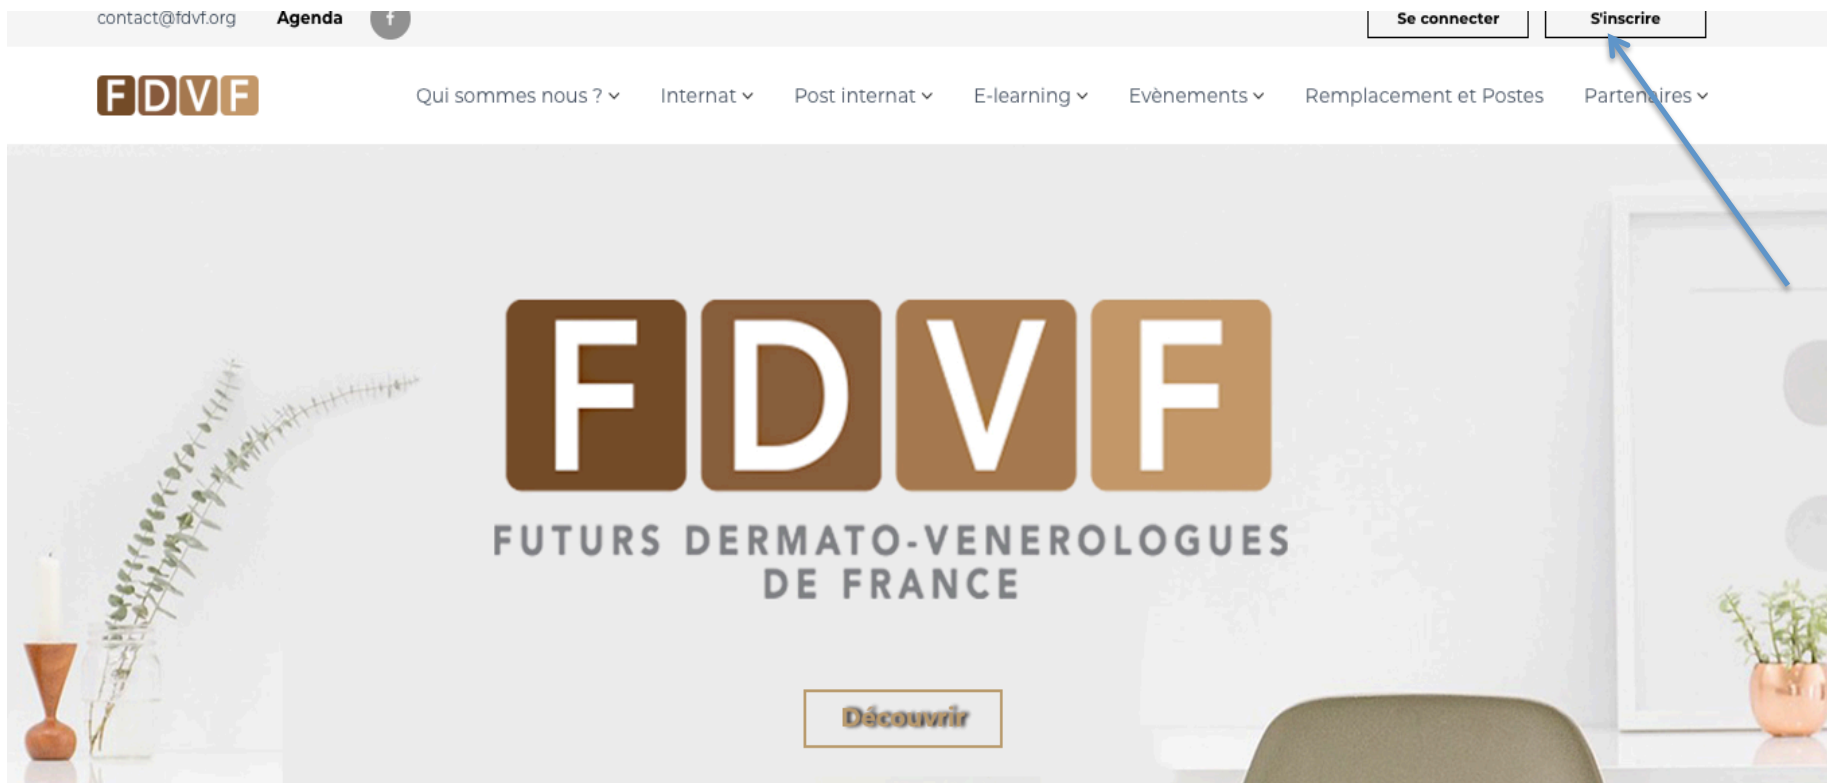 contact@fdvf.org Agenda f Se connecter S'inscrire
FDVF Qui sommes nous ? Internat Post internat E-learning Evènements Remplacement et Postes Partenaires
FDVF
FUTURS DERMATO-VENEROLOGUES
DE FRANCE
Découvrir